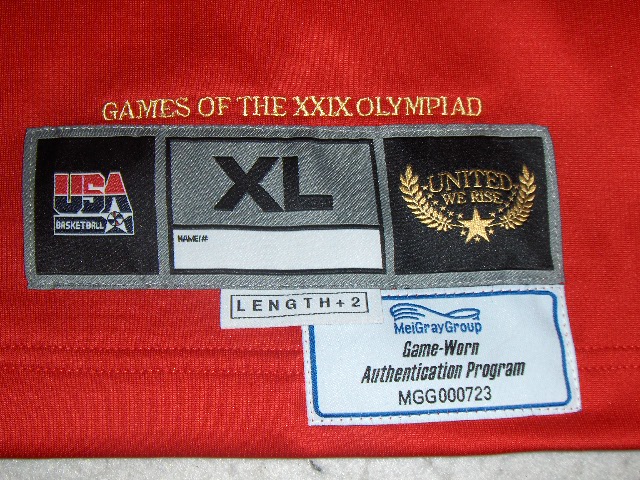 GAMES OF THE XXIX OLYMPIAD
USA
BASKETBALL
XL
NAME/#
UNITED
WE RISE
LENGTH + 2
MeiGrayGroup
Game-Worn
Authentication Program
MGG000723